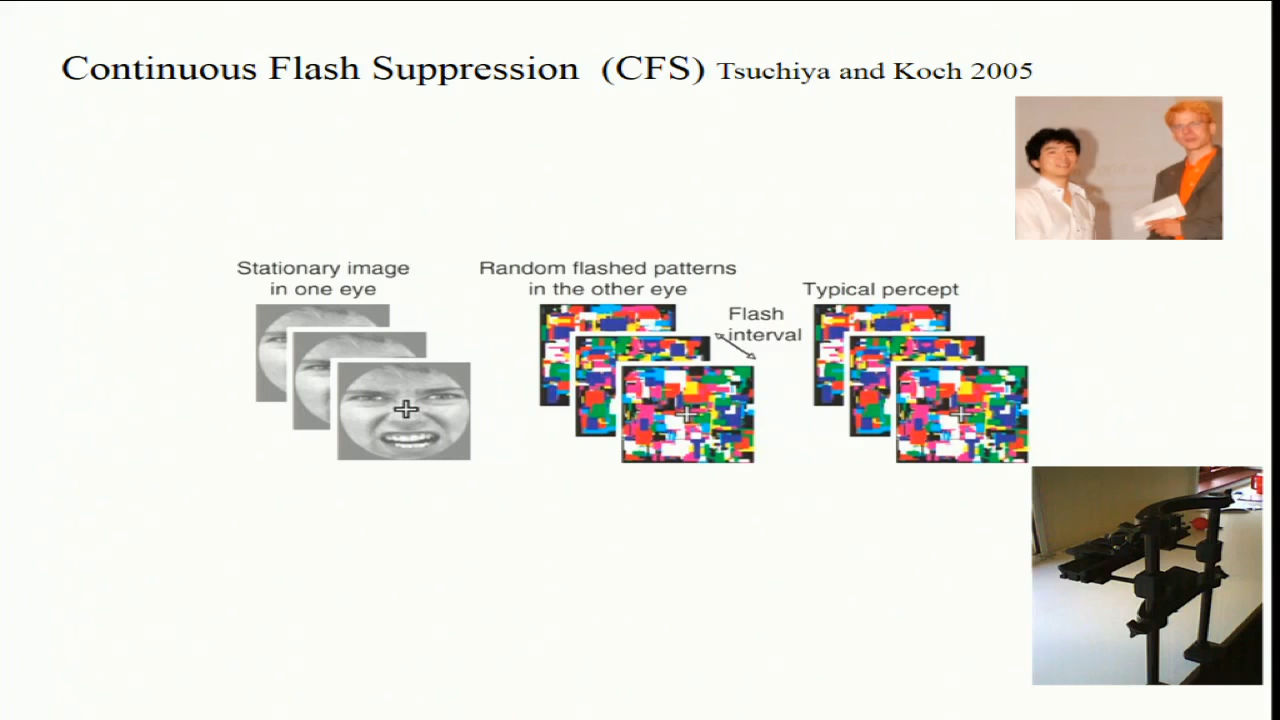 Continuous Flash Suppression (CFS) Tsuchiya and Koch 2005
Stationary image
in one eye
Random flashed patterns
in the other eye
Flash
interval
Typical percept